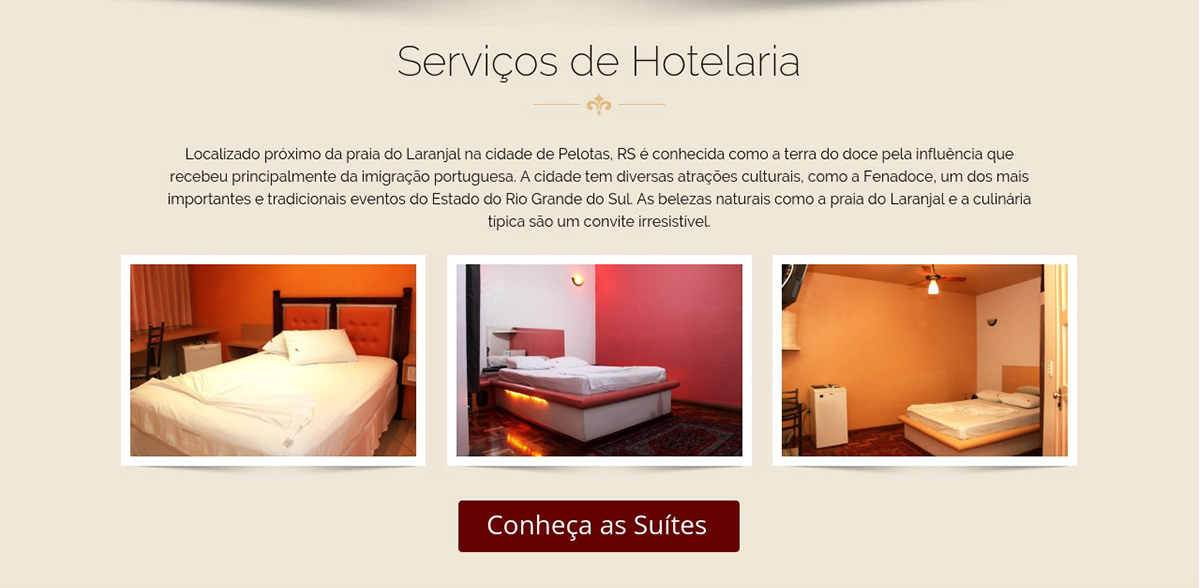 Serviços de Hotelaria
Localizado próximo da praia do Laranjal na cidade de Pelotas, RS é conhecida como a terra do doce pela influência que
recebeu principalmente da imigração portuguesa. A cidade tem diversas atrações culturais, como a Fenadoce, um dos mais
importantes e tradicionais eventos do Estado do Rio Grande do Sul. As belezas naturais como a praia do Laranjal e a culinária
típica são um convite irresistível.
Conheça as Suítes